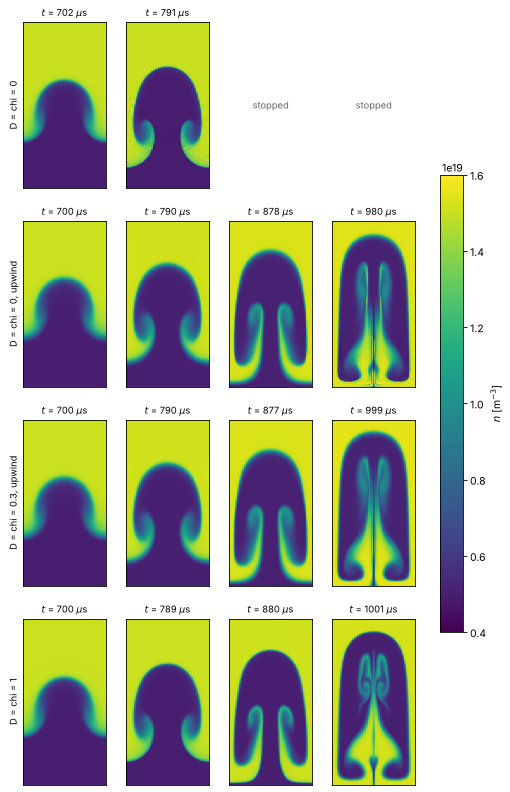 t = 702 μs
t = 791 μs
D = chi = 0
stopped
stopped
t = 700 μs
t = 790 μs
t = 878 μs
t = 980 μs
D = chi = 0, upwind
t = 700 μs
t = 790 μs
t = 877 μs
t = 999 μs
D = chi = 0.3, upwind
t = 700 μs
t = 789 μs
t = 880 μs
t = 1001 μs
D = chi = 1
1e19
1.6
1.4
1.2
1.0
0.8
0.6
0.4
n [m⁻³]